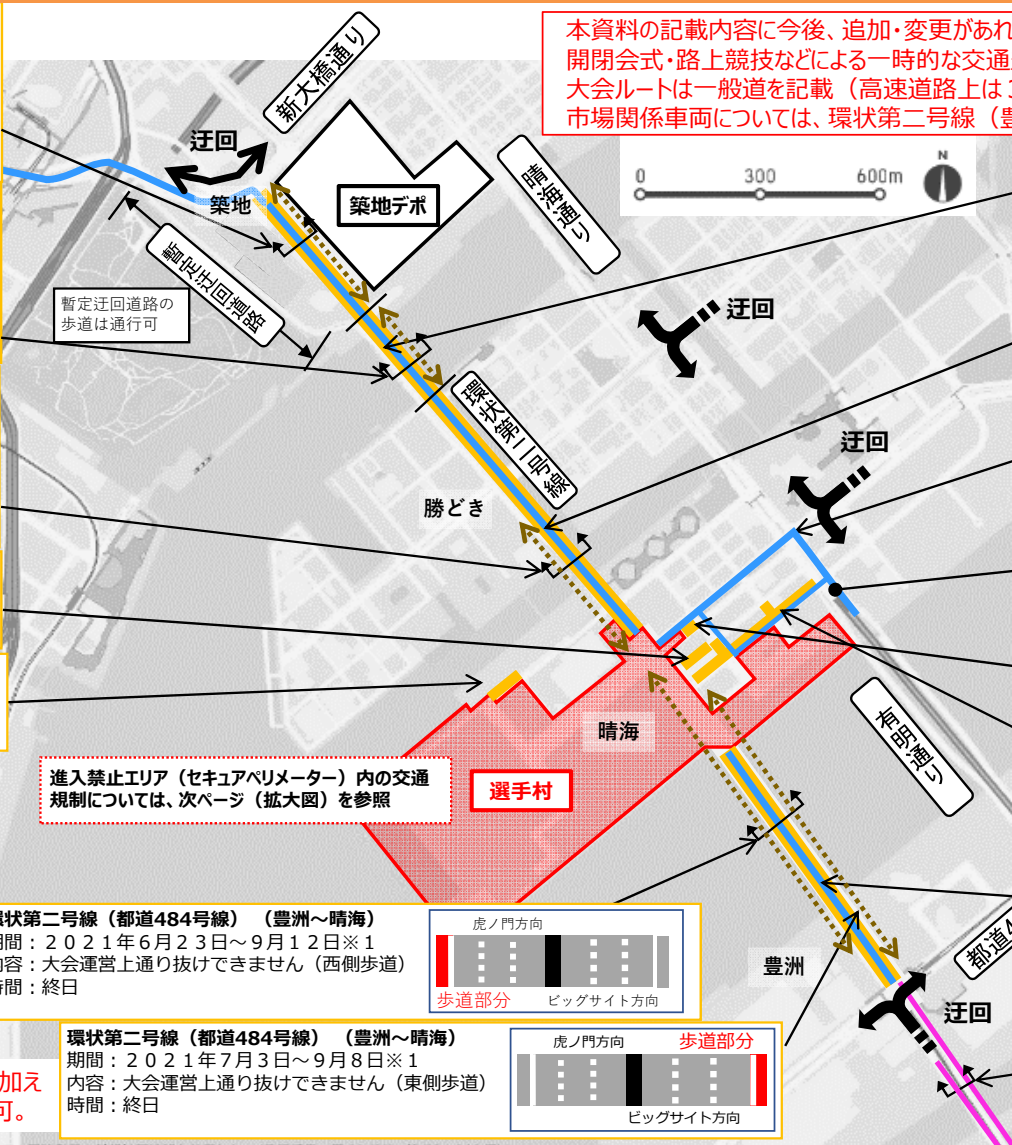 本資料の記載内容に今後、追加・変更があれ
開閉会式・路上競技などによる一時的な交通
大会ルートは一般道を記載（高速道路上は
市場関係車両については、環状第二号線（豊
新大橋通り
迂回
築地
築地デポ
晴海通り
0 300 600m
N
暫定迂回道路
暫定迂回道路の
歩道は通行可
迂回
環状第二号線
迂回
勝どき
有明通り
晴海
選手村
進入禁止エリア（セキュアペリメーター）内の交通
規制については、次ページ（拡大図）を参照
環状第二号線（都道484号線）（豊洲～晴海）
期間：２０２１年６月２３日～９月１２日※１
内容：大会運営上通り抜けできません（西側歩道）
時間：終日
虎ノ門方向
歩道部分 ビッグサイト方向
豊洲
都道4
迂回
環状第二号線（都道484号線）（豊洲～晴海）
期間：２０２１年７月３日～９月８日※１
内容：大会運営上通り抜けできません（東側歩道）
時間：終日
虎ノ門方向 歩道部分
ビッグサイト方向
加え
可。